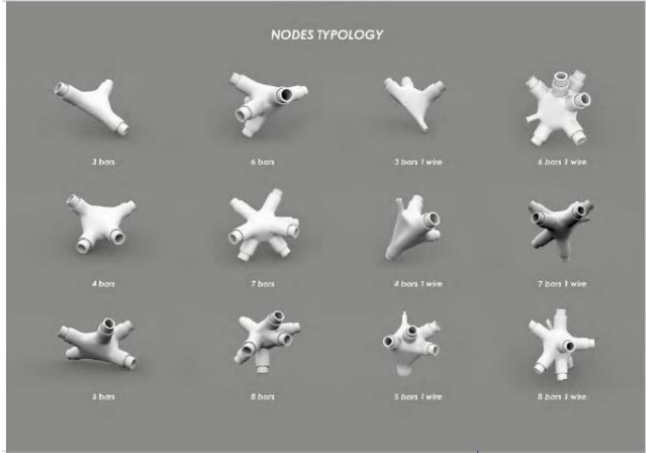 NODES TYPOLOGY
3 bars
6 bars
3 bars 1 wire
6 bars 1 wire
4 bars
7 bars
4 bars 1 wire
7 bars 1 wire
5 bars
8 bars
5 bars 1 wire
8 bars 1 wire